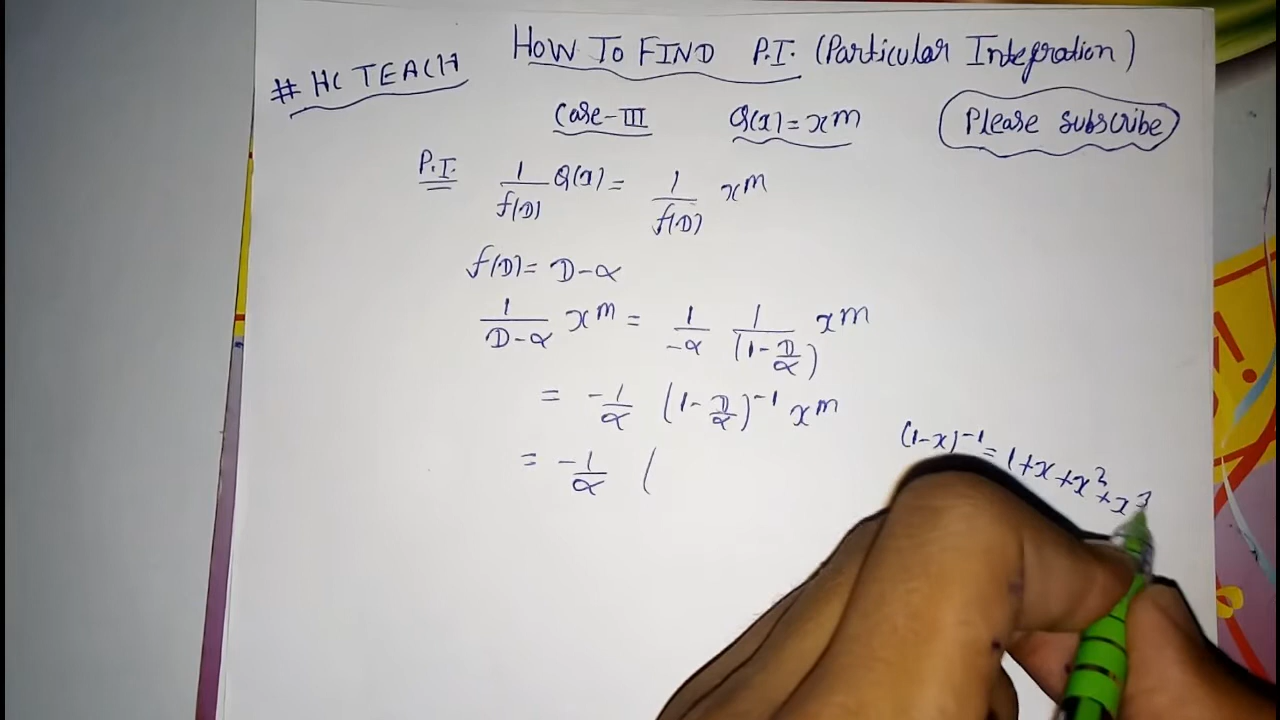 # HC TEACH
HOW TO FIND P.I. (Particular Integration)
Case-III Q(x) = x^m
Please subscribe
P.I. 1/f(D) Q(x) = 1/f(D) x^m
f(D) = D-α
1/(D-α) x^m = 1/-α 1/(1-D/α) x^m
= -1/α (1-D/α)^-1 x^m
(1-x)^-1 = 1+x+x^2+x^3
= -1/α (